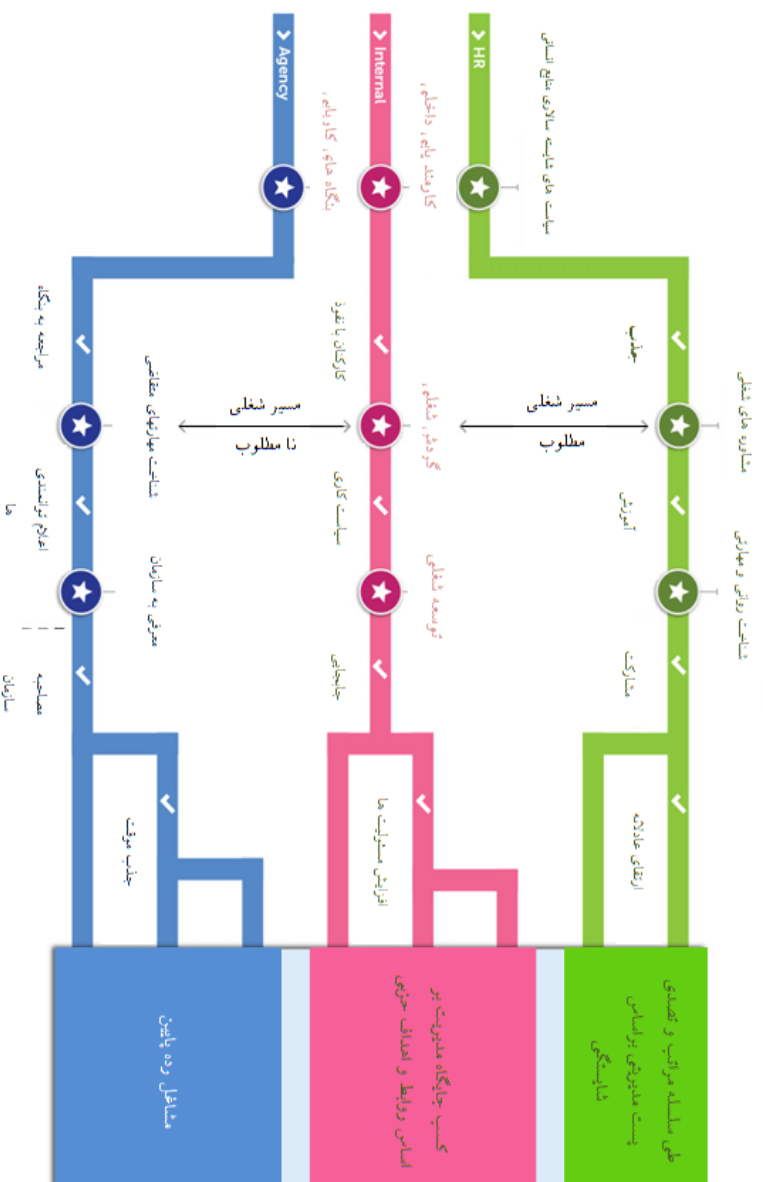 HR
سیاست های شایسته سالاری منابع انسانی
جذب
مشاوره های شغلی
آموزش
شناخت روانی و مهارتی
مشارکت
ارتقای عادلانه
طی سلسله مراتب و تصدی
پست مدیریتی براساس
شایستگی
مسیر شغلی
مطلوب
Internal
کارمند یابی داخلی
کارکنان با نفوذ
گردش شغلی
سیاست کاری
توسعه شغلی
جابجایی
افزایش مسئولیت ها
کسب جایگاه مدیریت بر
اساس روابط و اهداف حزبی
مسیر شغلی
نا مطلوب
Agency
بنگاه های کاریابی
مراجعه به بنگاه
شناخت مهارتهای متقاضی
اعلام توانمندی
ها
معرفی به سازمان
مصاحبه
سازمان
جذب موقت
مشاغل رده پایین